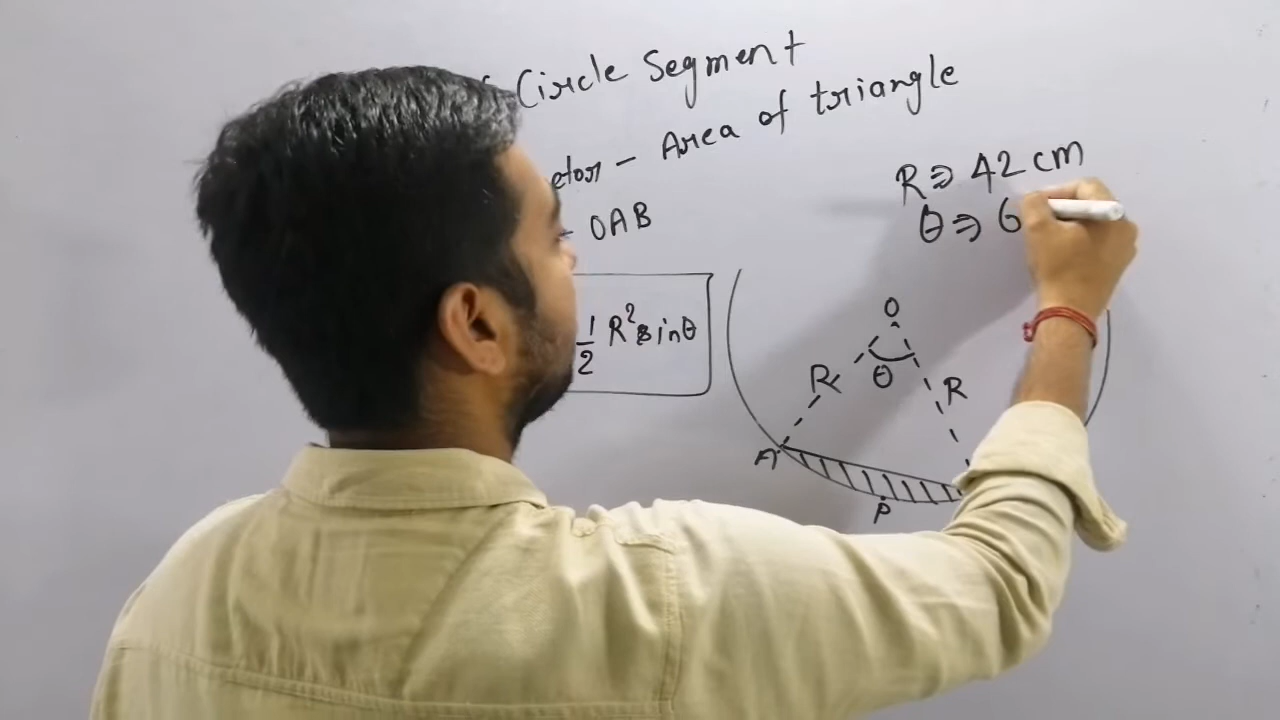 Circle Segment
- Area of triangle
R ⇒ 42 cm
θ ⇒ 6
- OAB
1/2 R² sinθ
O
R θ R
A
P